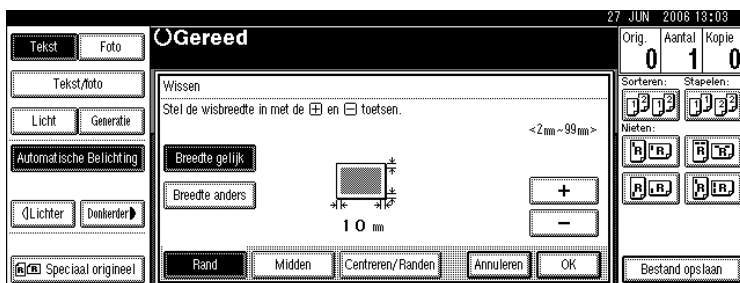 27 JUN 2006 13:03
Tekst Foto
Tekst/foto
Licht Generatie
Automatische Belichting
Lichter Donkerder
Speciaal origineel
Gereed
Wissen
Stel de wisbreedte in met de + en - toetsen.
<2mm~99mm>
Breedte gelijk
Breedte anders
10 mm
+
-
Rand Midden Centreren/Randen Annuleren OK
Orig. Aantal Kopie
0 1 0
Sorteren: Stapelen:
Nieten:
Bestand opslaan